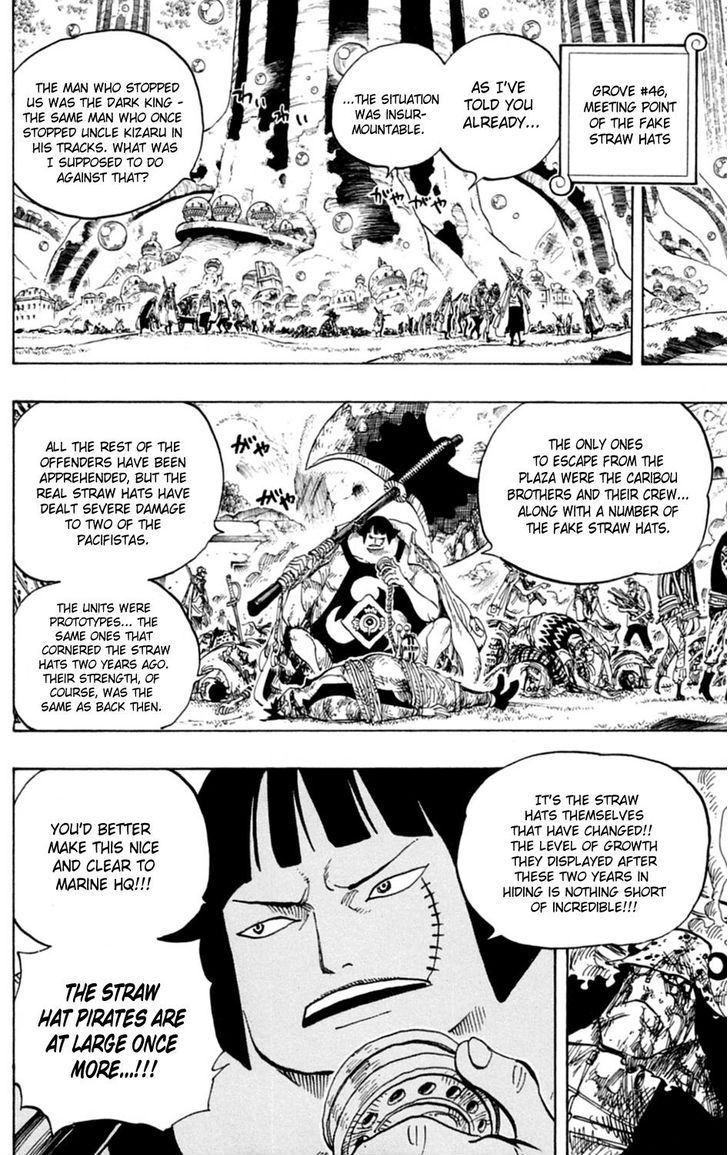 GROVE #46,
MEETING POINT
OF THE FAKE
STRAW HATS
AS I'VE
TOLD YOU
ALREADY...
...THE SITUATION
WAS INSUR-
MOUNTABLE.
THE MAN WHO STOPPED
US WAS THE DARK KING -
THE SAME MAN WHO ONCE
STOPPED UNCLE KIZARU IN
HIS TRACKS. WHAT WAS
I SUPPOSED TO DO
AGAINST THAT?
ガヤ
ガヤ
THE ONLY ONES
TO ESCAPE FROM THE
PLAZA WERE THE CARIBOU
BROTHERS AND THEIR CREW...
ALONG WITH A NUMBER OF
THE FAKE STRAW HATS.
ガヤ
ガヤ
ALL THE REST OF THE
OFFENDERS HAVE BEEN
APPREHENDED, BUT THE
REAL STRAW HATS HAVE
DEALT SEVERE DAMAGE
TO TWO OF THE
PACIFISTAS.
THE UNITS WERE
PROTOTYPES... THE
SAME ONES THAT
CORNERED THE STRAW
HATS TWO YEARS AGO.
THEIR STRENGTH, OF
COURSE, WAS THE
SAME AS BACK THEN.
IT'S THE STRAW
HATS THEMSELVES
THAT HAVE CHANGED!!
THE LEVEL OF GROWTH
THEY DISPLAYED AFTER
THESE TWO YEARS IN
HIDING IS NOTHING SHORT
OF INCREDIBLE!!!
YOU'D BETTER
MAKE THIS NICE
AND CLEAR TO
MARINE HQ!!!
THE STRAW
HAT PIRATES ARE
AT LARGE ONCE
MORE...!!!